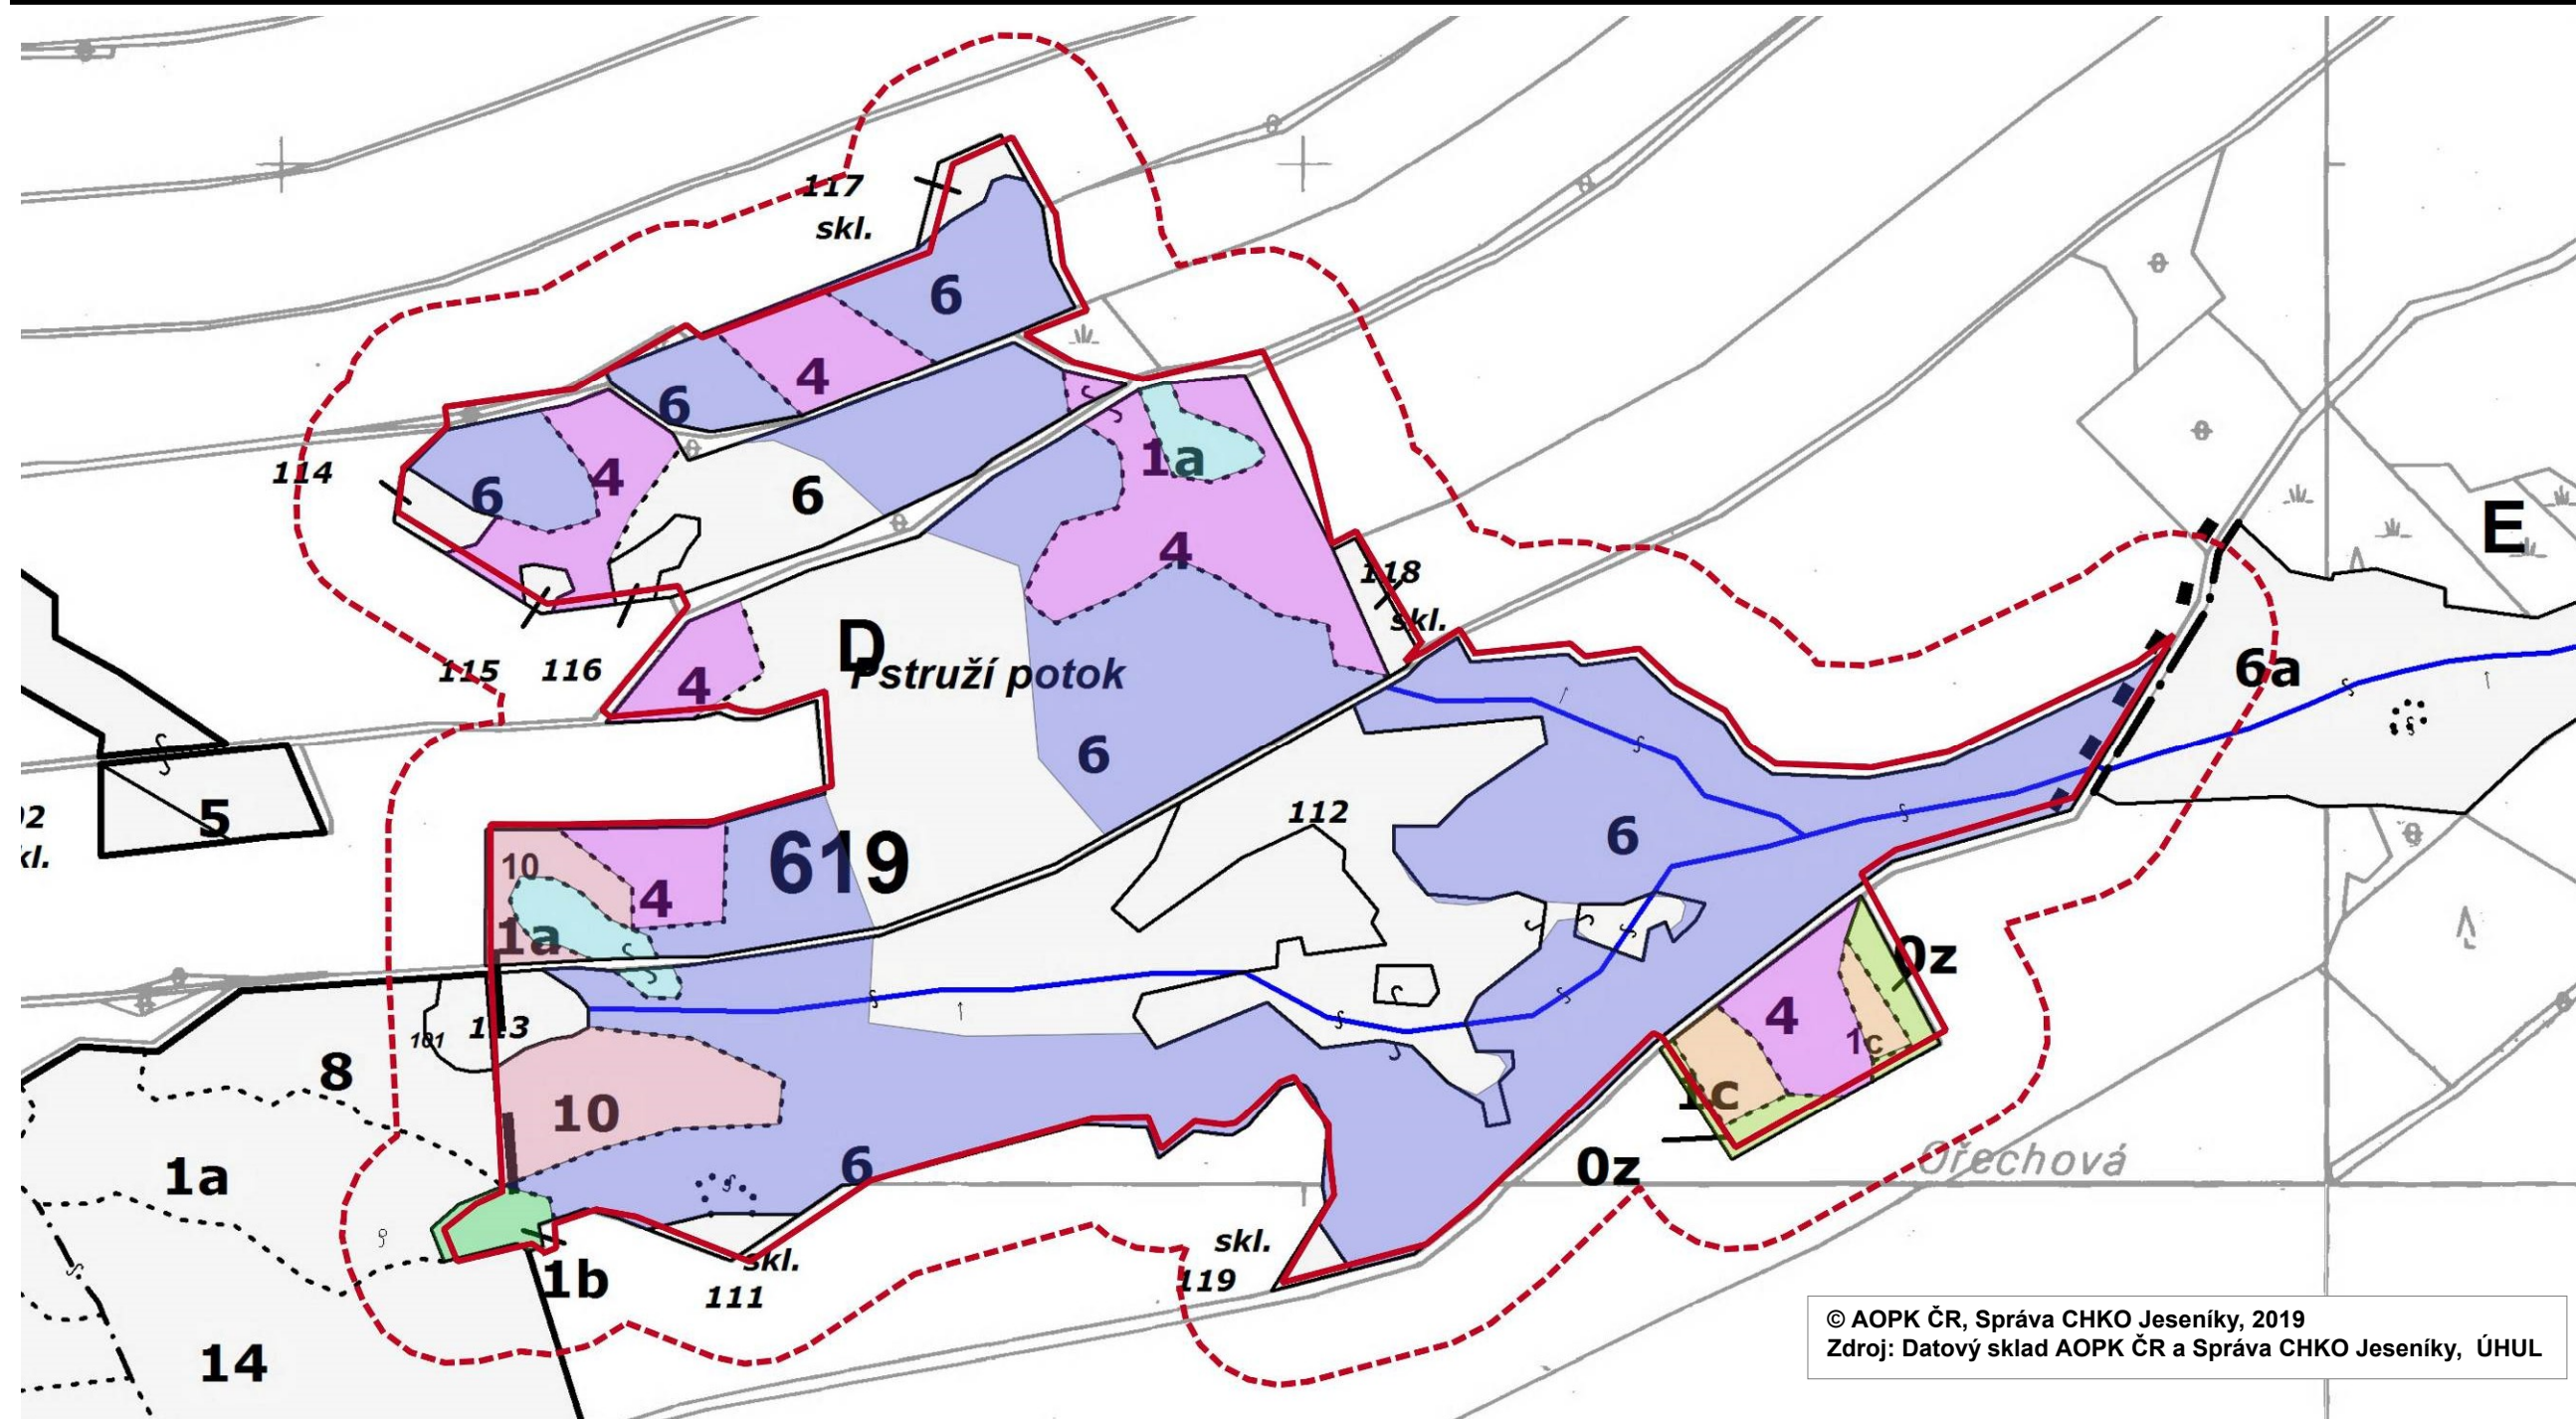 117
skl.
6
4
6
114
6
4
6
1a
4
E
118
skl.
D
Pstruží potok
6a
115
116
4
6
5
112
6
kl.
619
10
4
1a
0z
4
1c
113
101
8
10
1c
1a
6
0z
Ořechová
skl.
119
1b
skl.
111
14
© AOPK ČR, Správa CHKO Jeseníky, 2019
Zdroj: Datový sklad AOPK ČR a Správa CHKO Jeseníky, ÚHUL